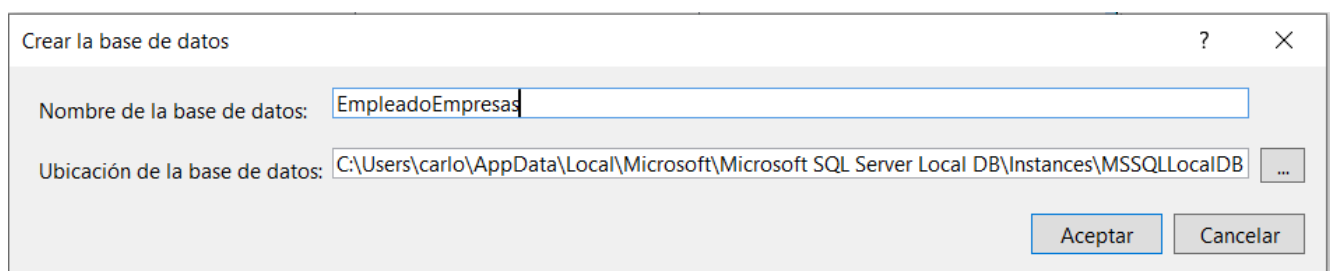 Crear la base de datos ?
Nombre de la base de datos: EmpleadoEmpresas
Ubicación de la base de datos: C:\Users\carlo\AppData\Local\Microsoft\Microsoft SQL Server Local DB\Instances\MSSQLLocalDB ...
Aceptar Cancelar